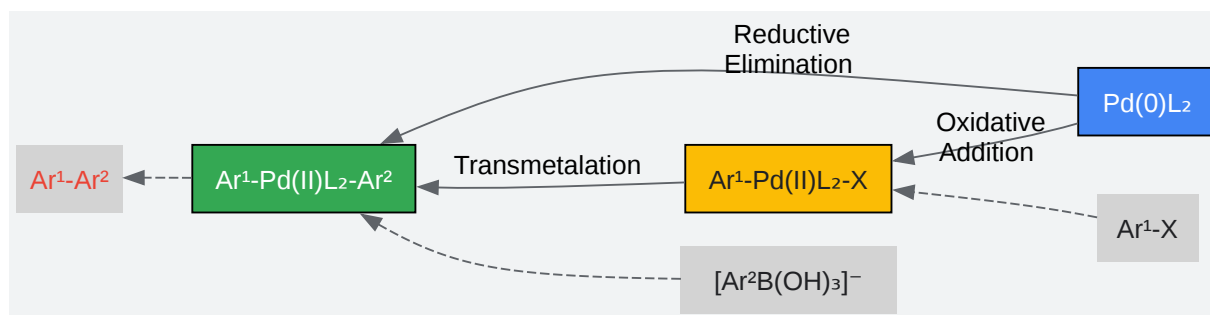 Reductive
Elimination
Pd(0)L₂
Oxidative
Addition
Ar¹-Ar²
Ar¹-Pd(II)L₂-Ar²
Transmetalation
Ar¹-Pd(II)L₂-X
Ar¹-X
[Ar²B(OH)₃]⁻